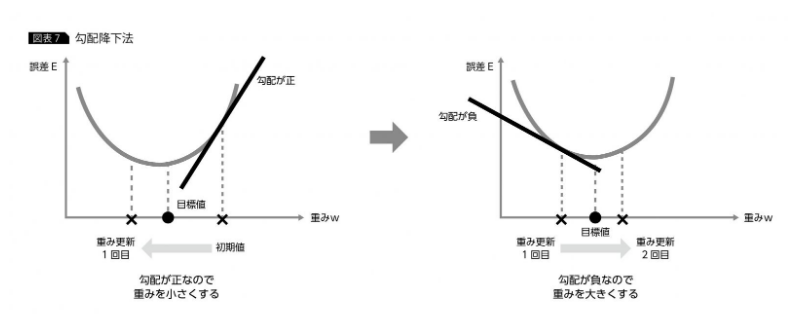 図表7 勾配降下法
誤差E
勾配が正
目標値
重みw
重み更新
1回目
初期値
勾配が正なので
重みを小さくする
誤差E
勾配が負
重みw
目標値
重み更新
1回目
重み更新
2回目
勾配が負なので
重みを大きくする